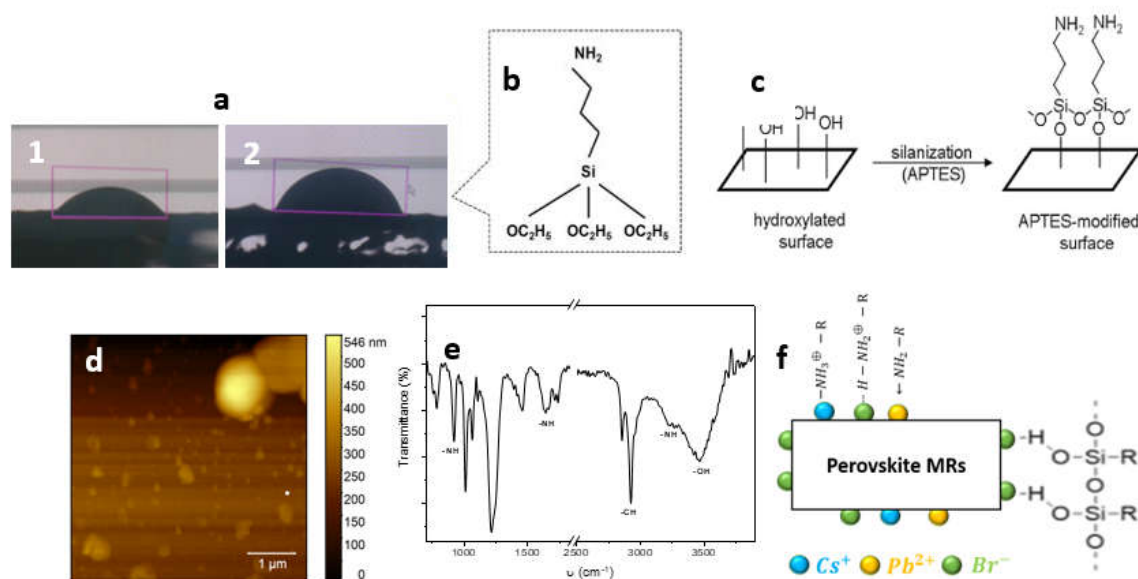 a
1
2
b
NH₂
Si
OC₂H₅ OC₂H₅ OC₂H₅
c
OH
OH
OH
hydroxylated
surface
silanization
(APTES)
NH₂ NH₂
Si Si
O O O
O O
APTES-modified
surface
d
546 nm
500
450
400
350
300
250
200
150
100
50
0
1 µm
e
Transmittance (%)
-NH
-NH
-CH
-NH
-OH
1000 1500 2500 3000 3500
υ (cm⁻¹)
f
−NH₃⊕ − R
H − NH₂⊕ − R
← NH₂ − R
Perovskite MRs
H
O
O
Si-R
O
H
O
Si-R
O
Cs⁺ Pb²⁺ Br⁻